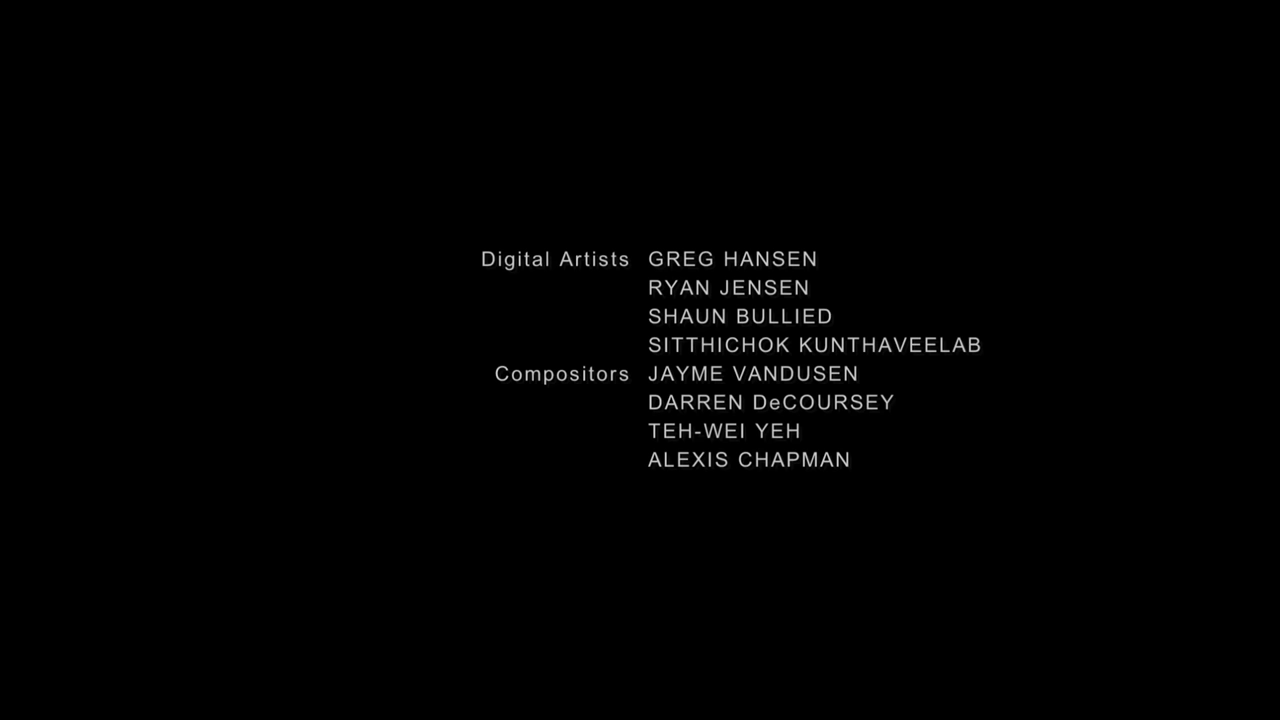 Digital Artists GREG HANSEN
RYAN JENSEN
SHAUN BULLIED
SITTHICHOK KUNTHAVEELAB
Compositors JAYME VANDUSEN
DARREN DeCOURSEY
TEH-WEI YEH
ALEXIS CHAPMAN